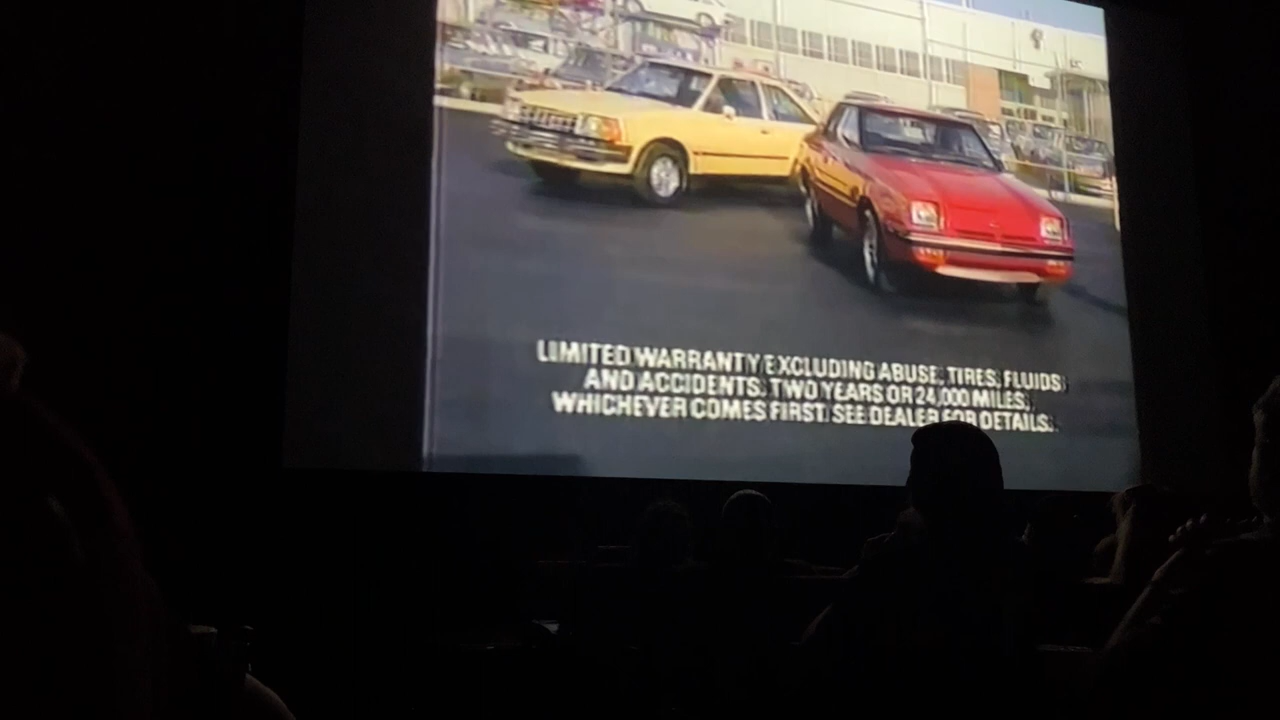 LIMITED WARRANTY EXCLUDING ABUSE, TIRES, FLUIDS
AND ACCIDENTS. TWO YEARS OR 24,000 MILES,
WHICHEVER COMES FIRST. SEE DEALER FOR DETAILS.